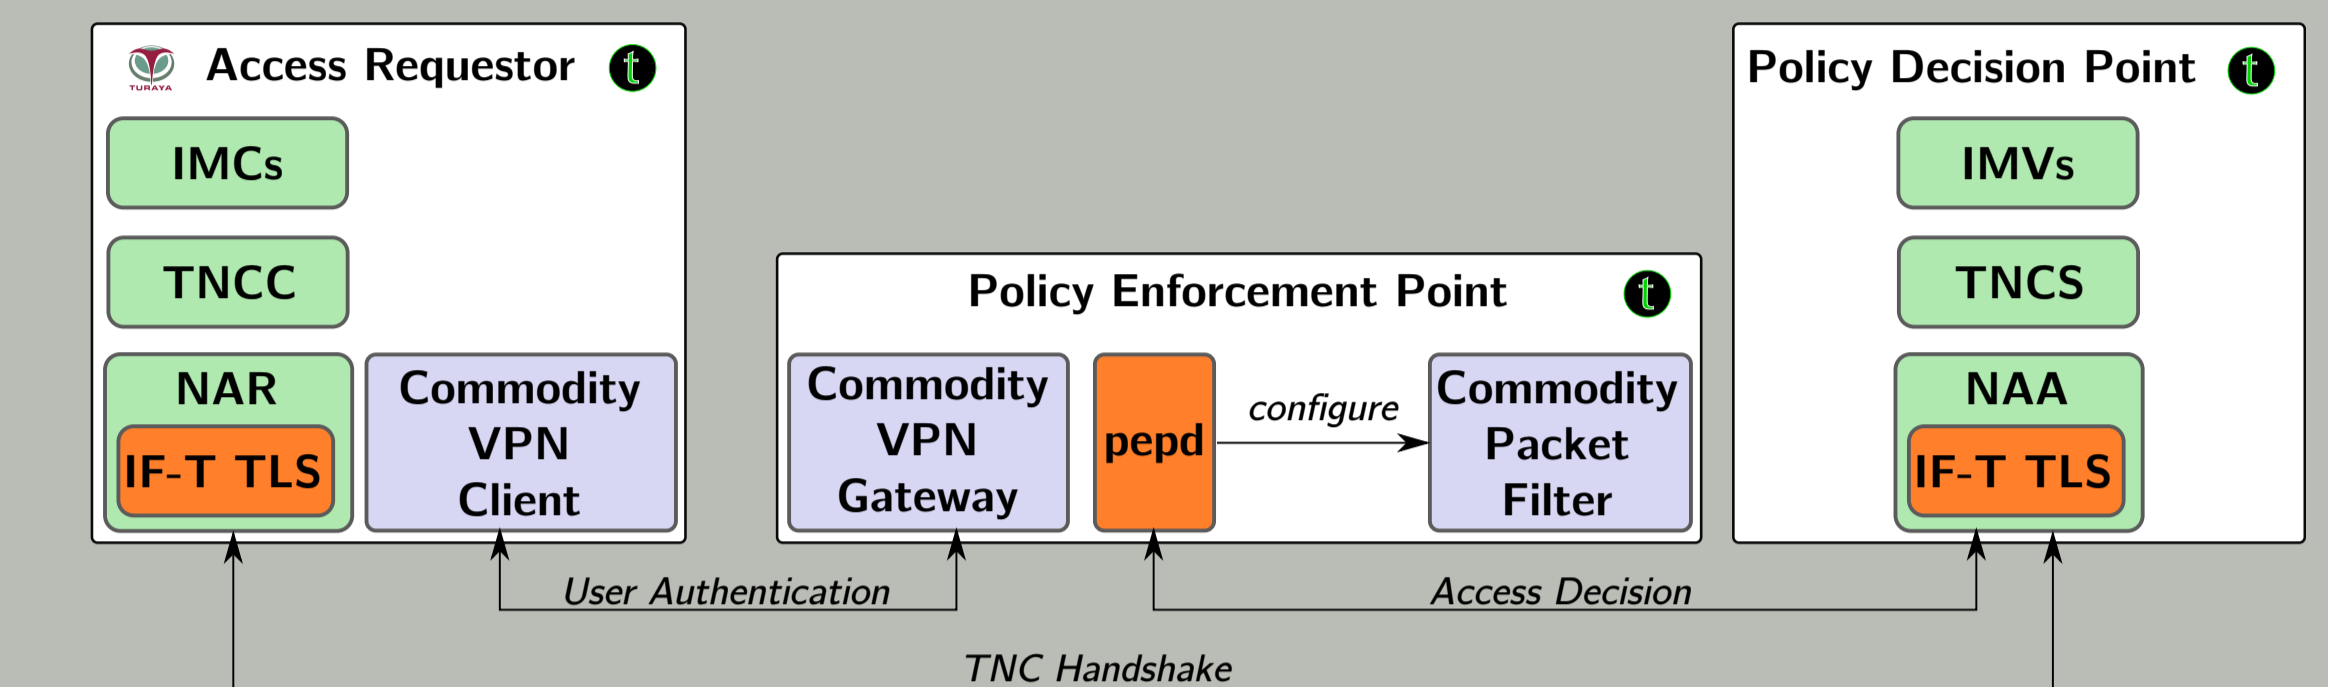 TURAYA
Access Requestor
t
IMCs
TNCC
NAR
IF-T TLS
Commodity
VPN
Client
Policy Enforcement Point
t
Commodity
VPN
Gateway
pepd
configure
Commodity
Packet
Filter
Policy Decision Point
t
IMVs
TNCS
NAA
IF-T TLS
User Authentication
Access Decision
TNC Handshake